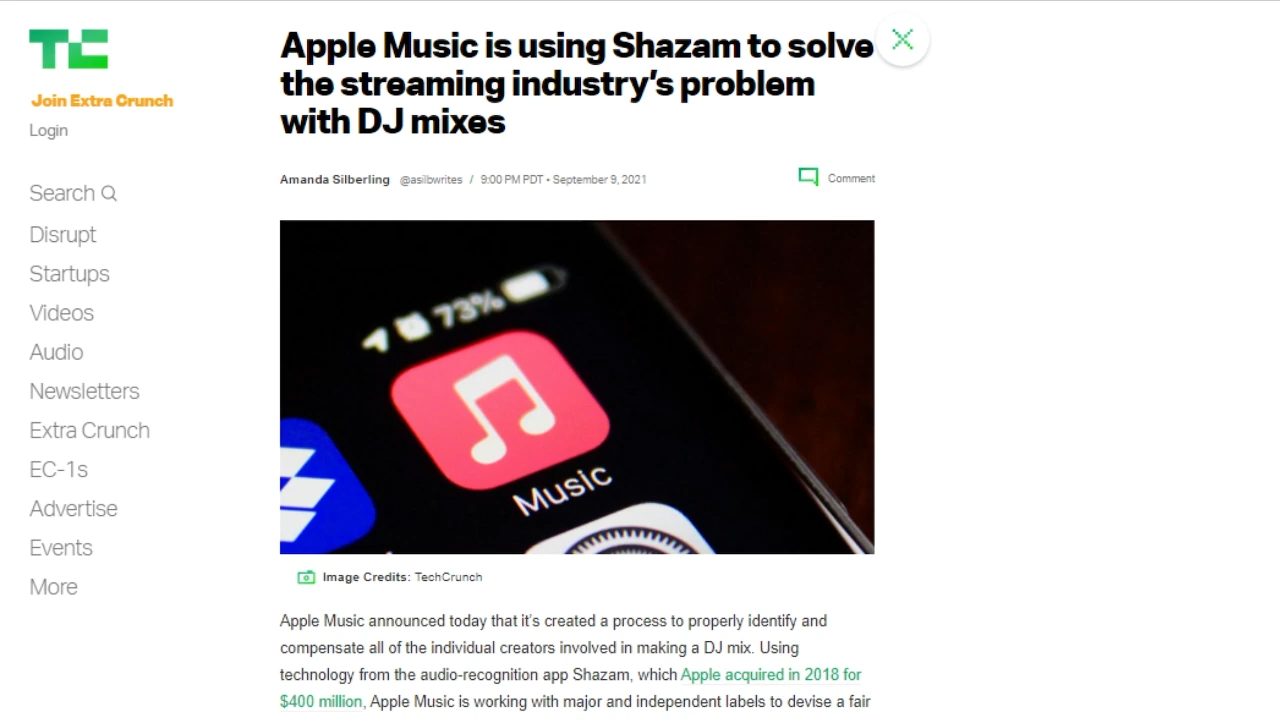 TC
Join Extra Crunch
Login
Search
Disrupt
Startups
Videos
Audio
Newsletters
Extra Crunch
EC-1s
Advertise
Events
More
Apple Music is using Shazam to solve
the streaming industry's problem
with DJ mixes
Amanda Silberling @asilbwrites / 9:00 PM PDT • September 9, 2021
Comment
73%
Music
Image Credits: TechCrunch
Apple Music announced today that it's created a process to properly identify and
compensate all of the individual creators involved in making a DJ mix. Using
technology from the audio-recognition app Shazam, which Apple acquired in 2018 for
$400 million, Apple Music is working with major and independent labels to devise a fair